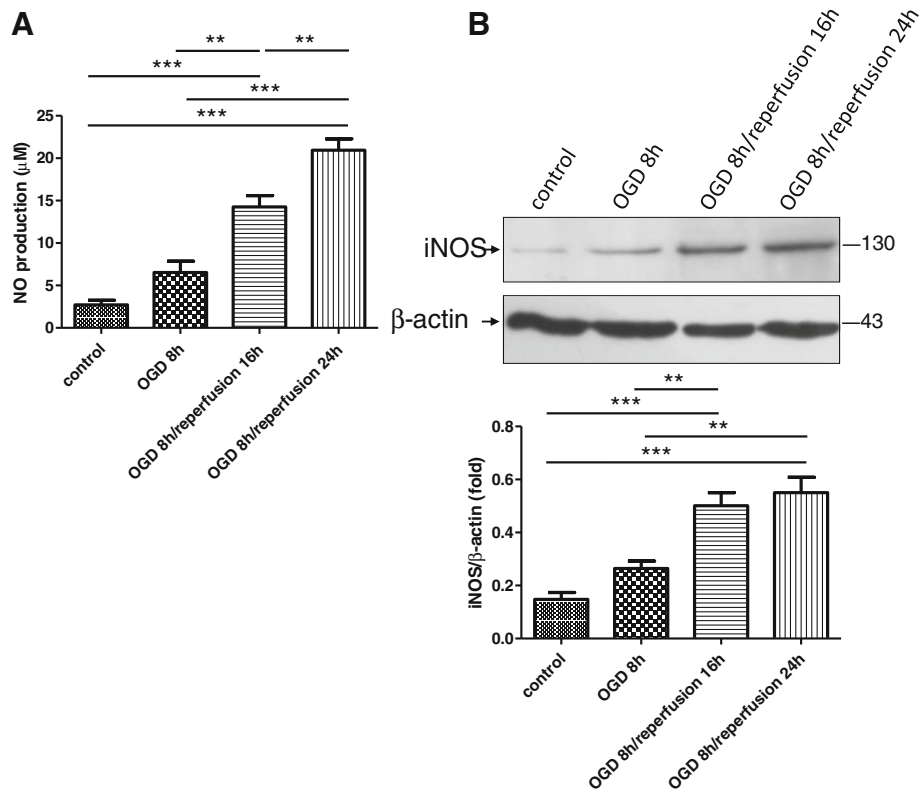 A
** **
***
***
***
NO production (μM)
25
20
15
10
5
0
control
OGD 8h
OGD 8h/reperfusion 16h
OGD 8h/reperfusion 24h
B
control
OGD 8h
OGD 8h/reperfusion 16h
OGD 8h/reperfusion 24h
iNOS
130
β-actin
43
**
***
**
***
iNOS/β-actin (fold)
0.8
0.6
0.4
0.2
0.0
control
OGD 8h
OGD 8h/reperfusion 16h
OGD 8h/reperfusion 24h